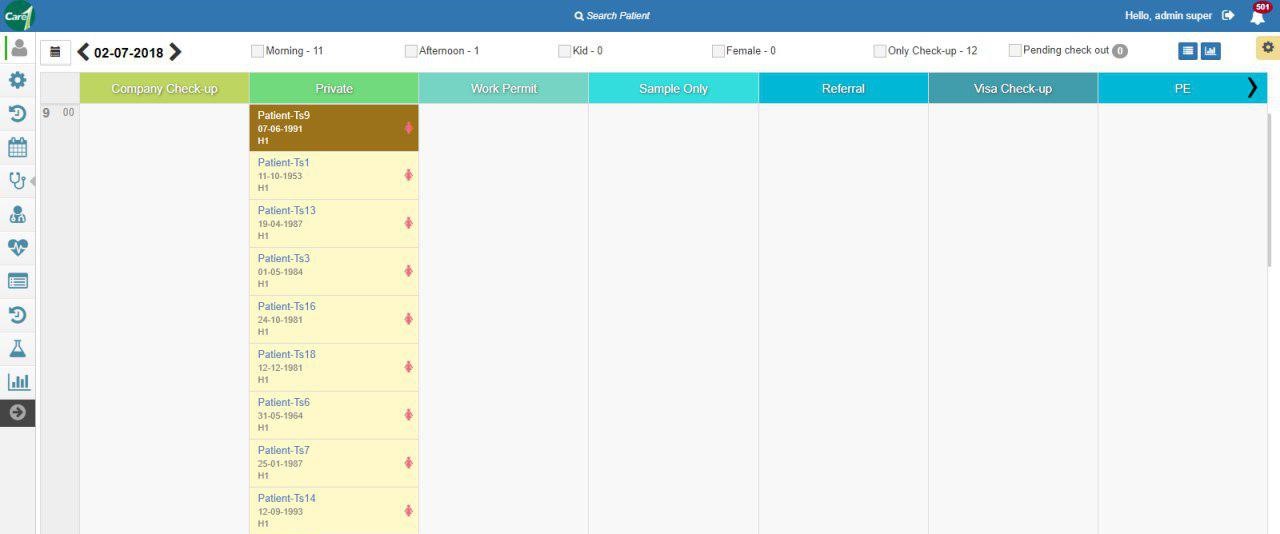 Care1
Search Patient
Hello, admin super
501
02-07-2018
Morning - 11
Afternoon - 1
Kid - 0
Female - 0
Only Check-up - 12
Pending check out 0
Company Check-up
Private
Work Permit
Sample Only
Referral
Visa Check-up
PE
9 00
Patient-Ts9
07-06-1991
H1
Patient-Ts1
11-10-1953
H1
Patient-Ts13
19-04-1987
H1
Patient-Ts3
01-05-1984
H1
Patient-Ts16
24-10-1981
H1
Patient-Ts18
12-12-1981
H1
Patient-Ts6
31-05-1964
H1
Patient-Ts7
25-01-1987
H1
Patient-Ts14
12-09-1993
H1